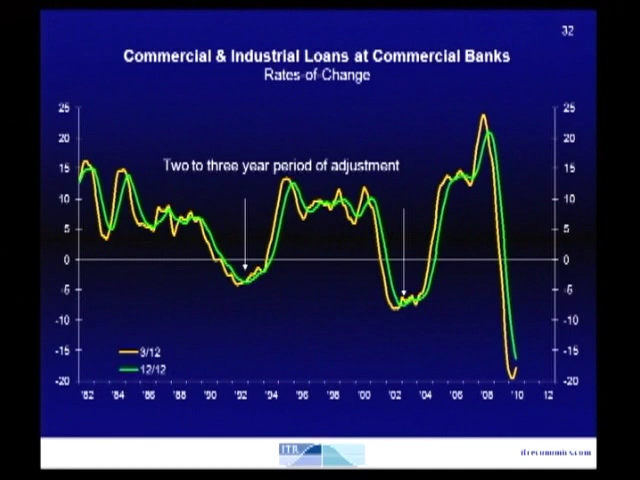 32
Commercial & Industrial Loans at Commercial Banks
Rates-of-Change
25 25
20 20
15 15
Two to three year period of adjustment
10 10
5 5
0 0
-5 -5
-10 -10
-15 -15
3/12
12/12
-20 -20
'82 '84 '86 '88 '90 '92 '94 '96 '98 '00 '02 '04 '06 '08 '10 '12
ITR
itreconomics.com